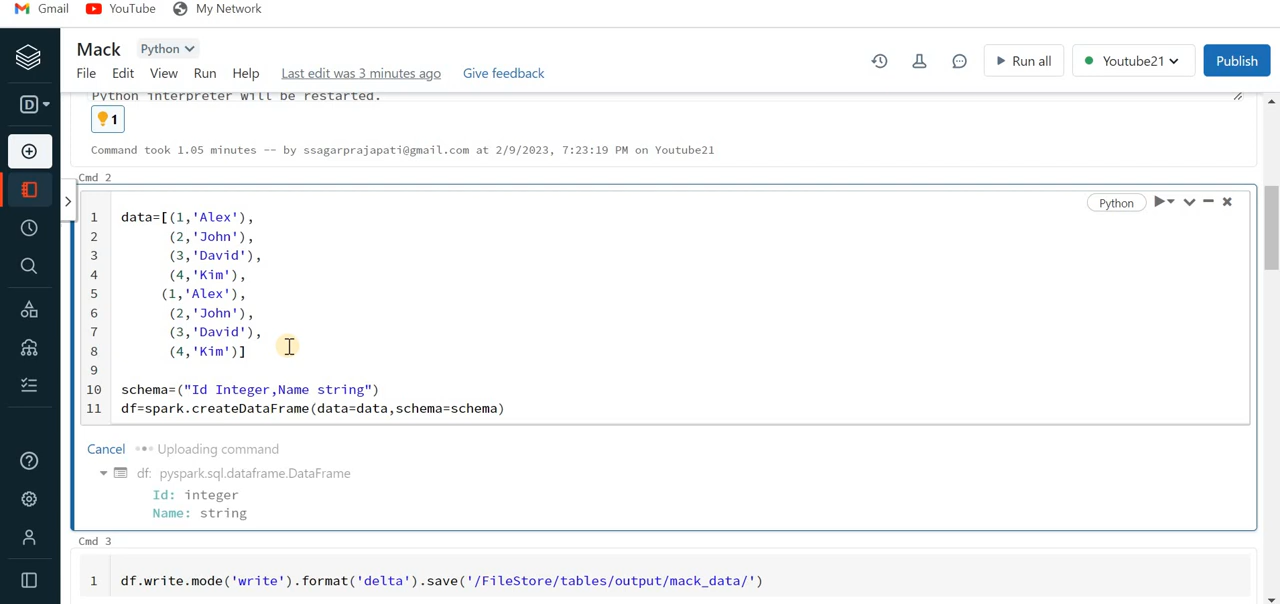 Gmail YouTube My Network
Mack Python
File Edit View Run Help Last edit was 3 minutes ago Give feedback
Run all Youtube21 Publish
D
Python interpreter will be restarted.
1
Command took 1.05 minutes -- by ssagarprajapati@gmail.com at 2/9/2023, 7:23:19 PM on Youtube21
Cmd 2
Python
1 data=[(1,'Alex'),
2 (2,'John'),
3 (3,'David'),
4 (4,'Kim'),
5 (1,'Alex'),
6 (2,'John'),
7 (3,'David'),
8 (4,'Kim')]
9
10 schema=("Id Integer,Name string")
11 df=spark.createDataFrame(data=data,schema=schema)
Cancel Uploading command
df: pyspark.sql.dataframe.DataFrame
Id: integer
Name: string
Cmd 3
1 df.write.mode('write').format('delta').save('/FileStore/tables/output/mack_data/')